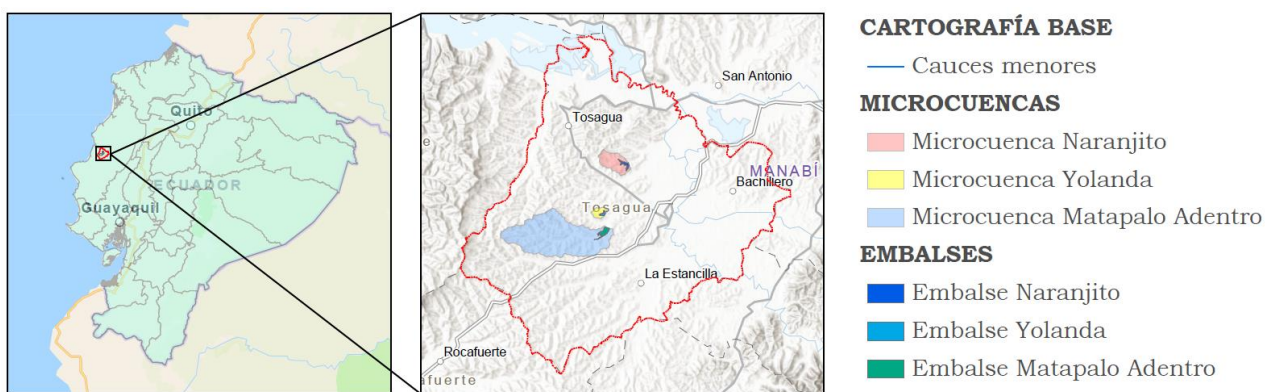 Quito
ECUADOR
Guayaquil
San Antonio
Tosagua
MANABÍ
Bachillero
Tosagua
La Estancilla
Rocafuerte
afuerte
CARTOGRAFÍA BASE
Cauces menores
MICROCUENCAS
Microcuenca Naranjito
Microcuenca Yolanda
Microcuenca Matapalo Adentro
EMBALSES
Embalse Naranjito
Embalse Yolanda
Embalse Matapalo Adentro